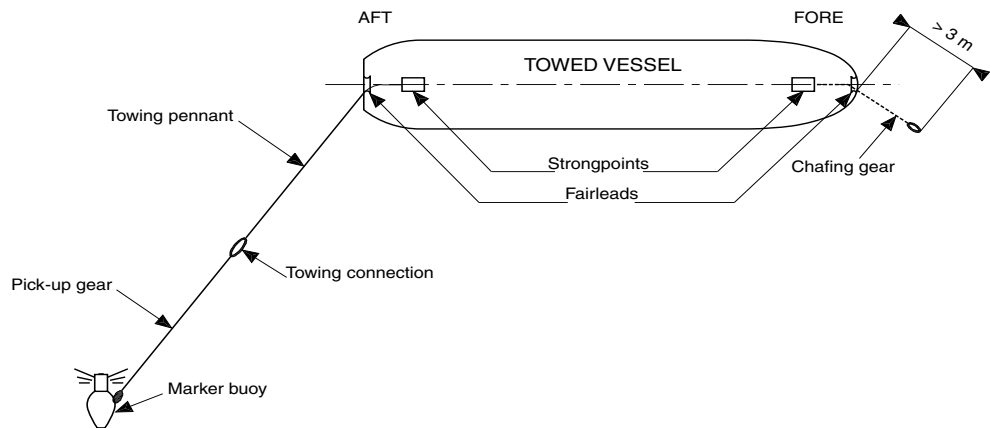 AFT
FORE
> 3 m
TOWED VESSEL
Towing pennant
Strongpoints
Chafing gear
Fairleads
Towing connection
Pick-up gear
Marker buoy